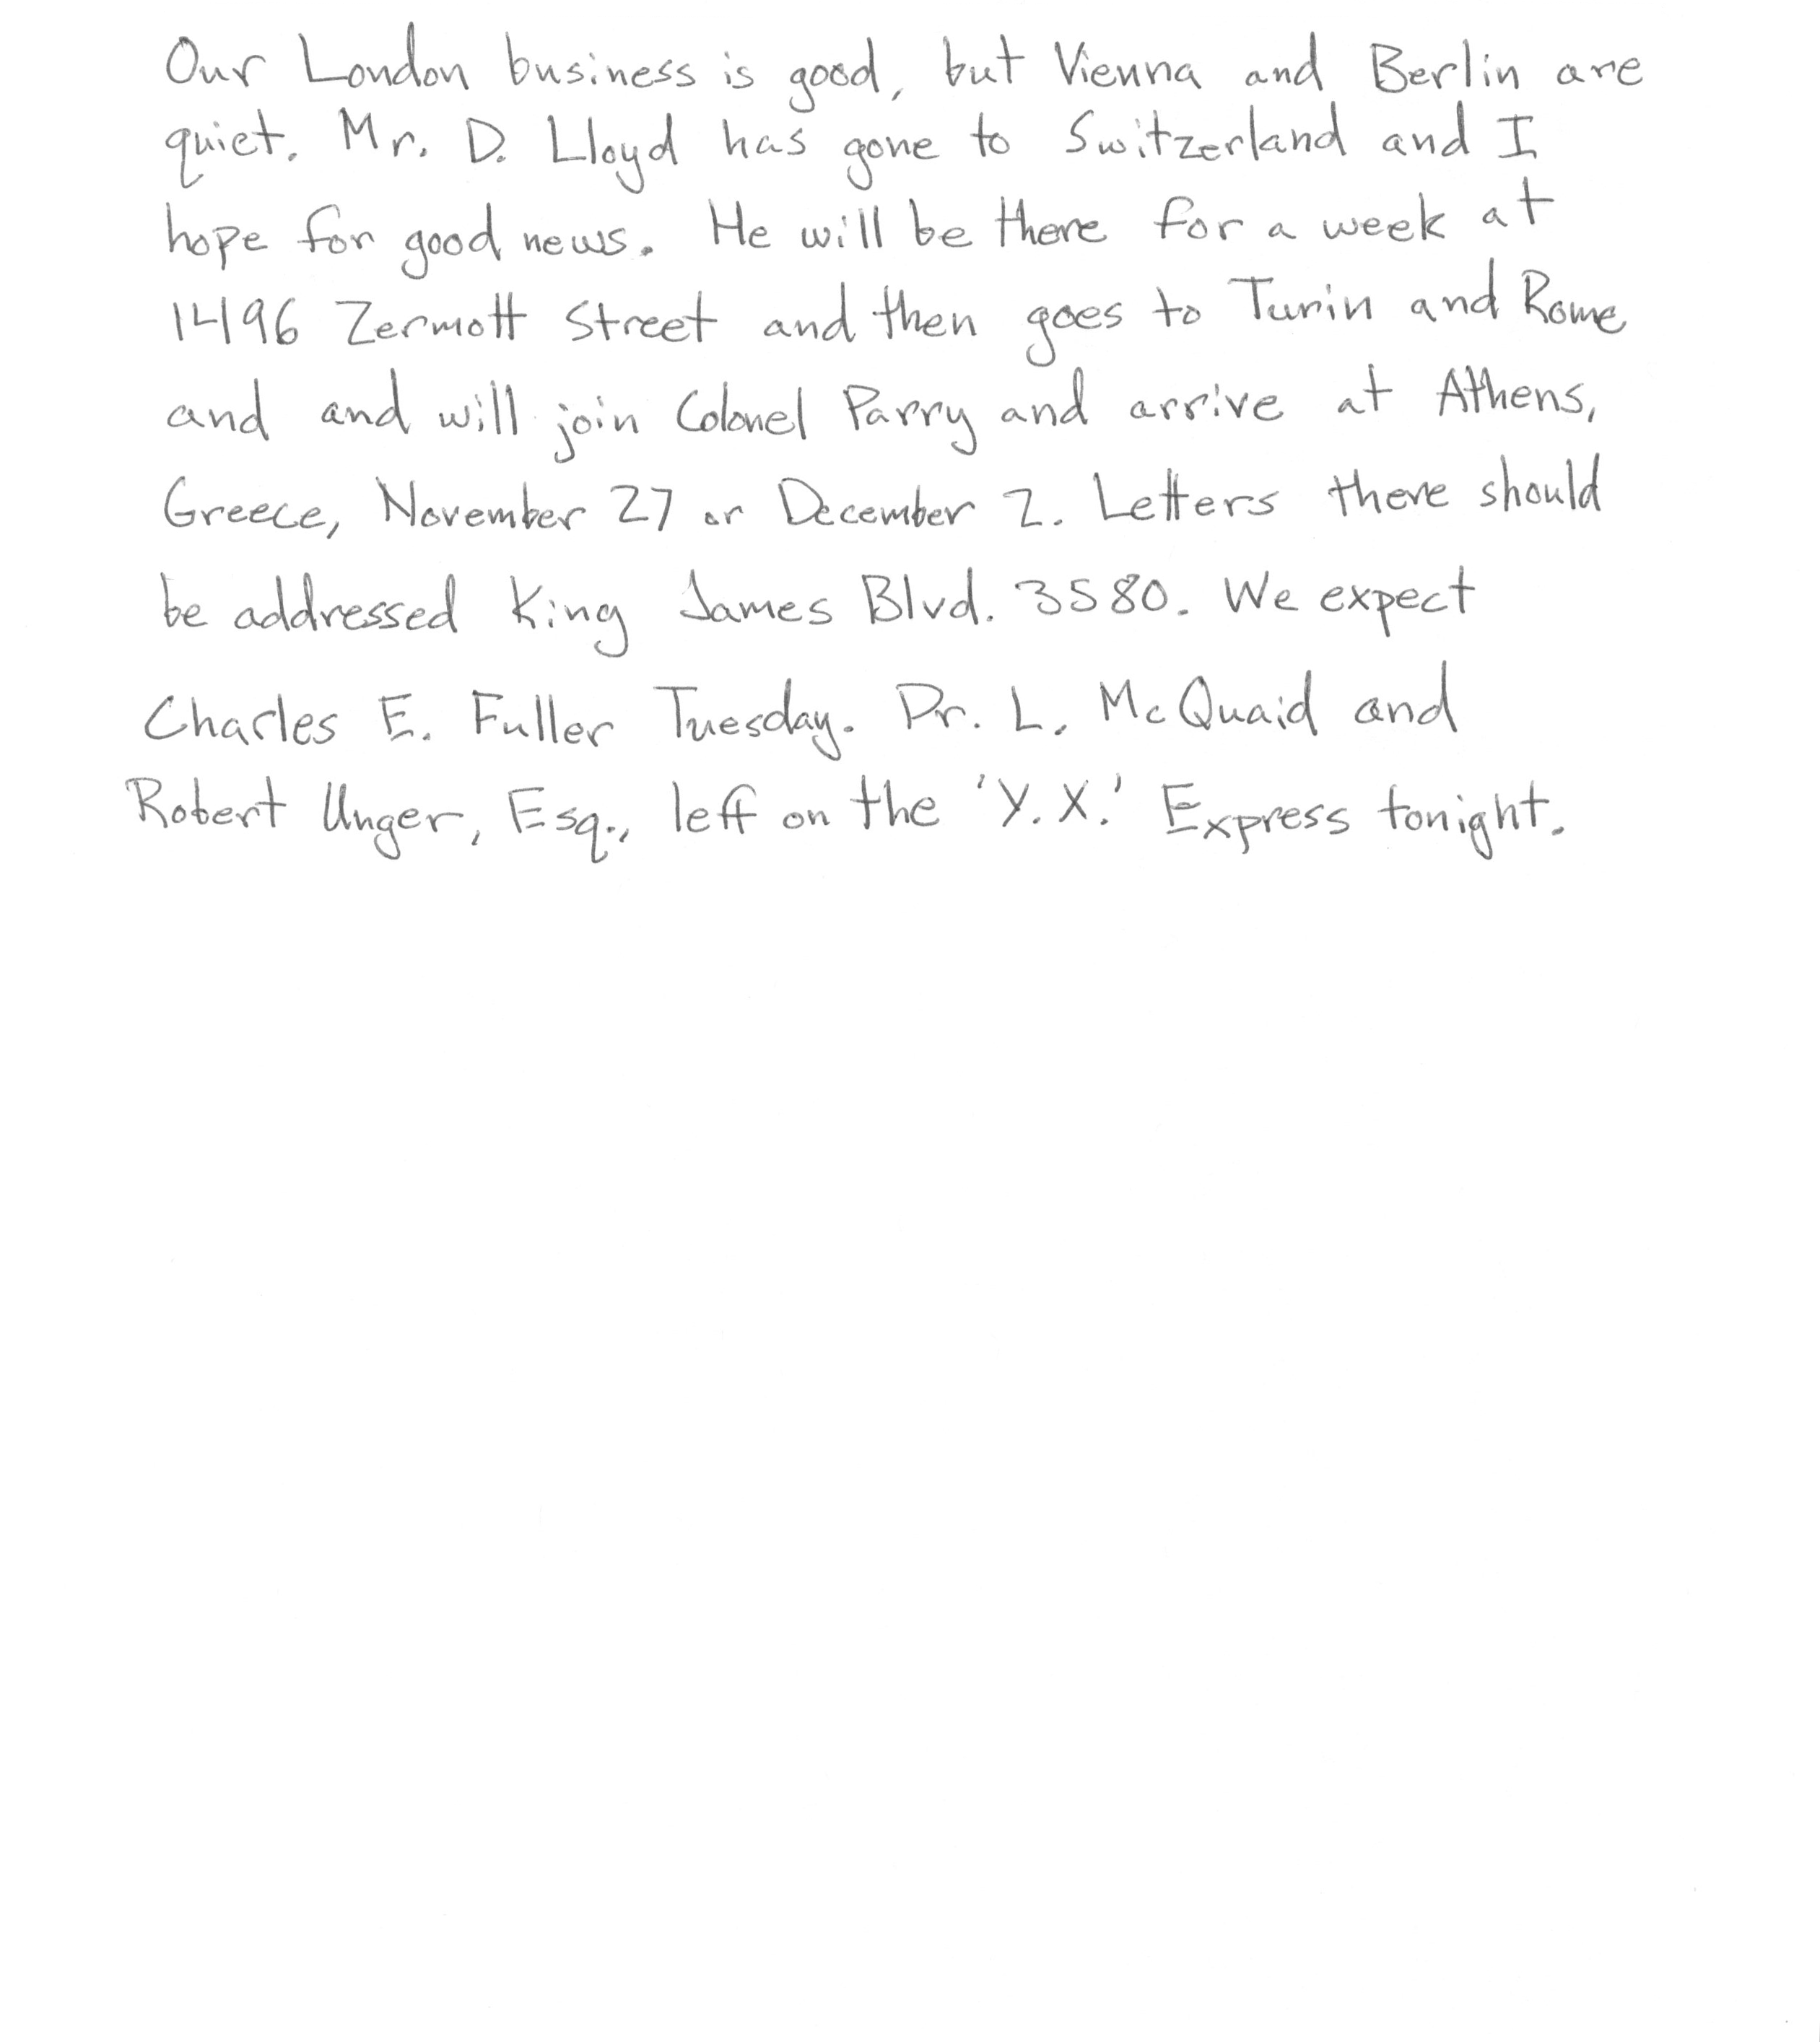 Our London business is good, but Vienna and Berlin are
quiet. Mr. D. Lloyd has gone to Switzerland and I
hope for good news. He will be there for a week at
1496 Zermott Street and then goes to Turin and Rome
and and will join Colonel Parry and arrive at Athens,
Greece, November 27 or December 2. Letters there should
be addressed King James Blvd. 3580. We expect
Charles E. Fuller Tuesday. Dr. L. McQuaid and
Robert Unger, Esq., left on the 'Y.X.' Express tonight.